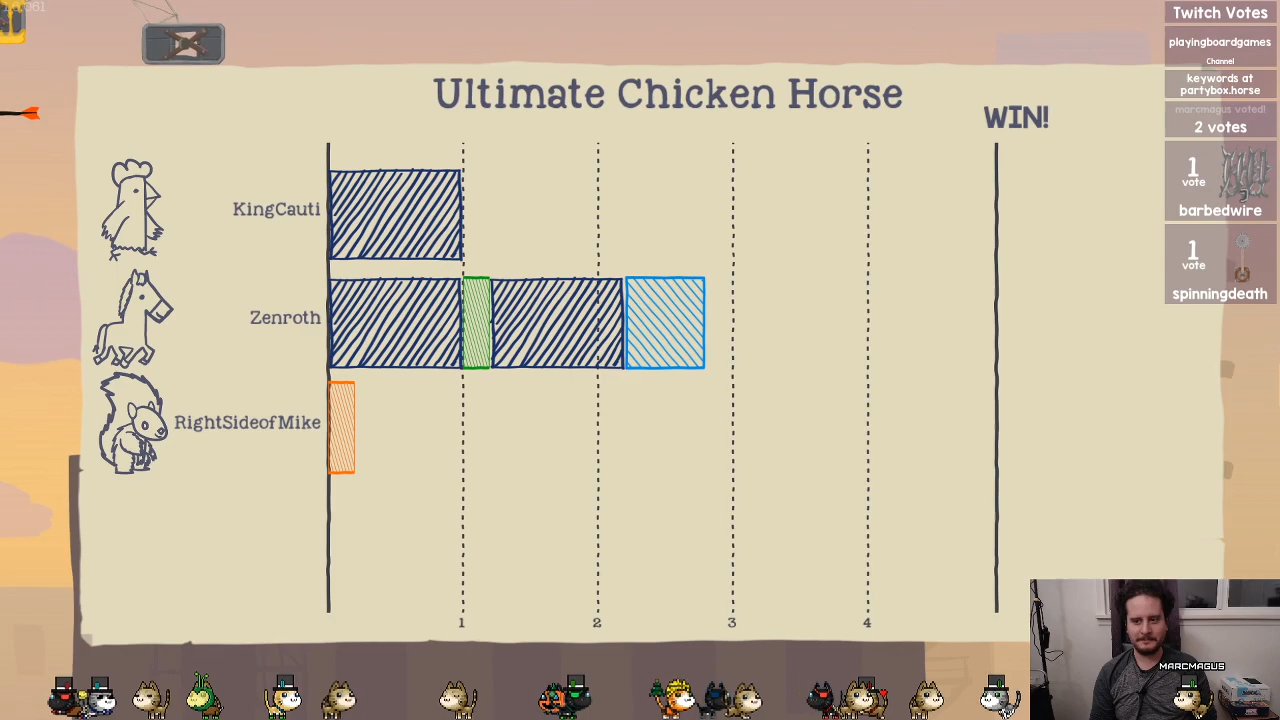 Twitch Votes
playingboardgames
Channel
keywords at
partybox.horse
marcmagus voted!
2 votes
1
vote
barbedwire
1
vote
spinningdeath
Ultimate Chicken Horse
WIN!
KingCauti
Zenroth
RightSideofMike
1
2
3
4
MARCMAGUS